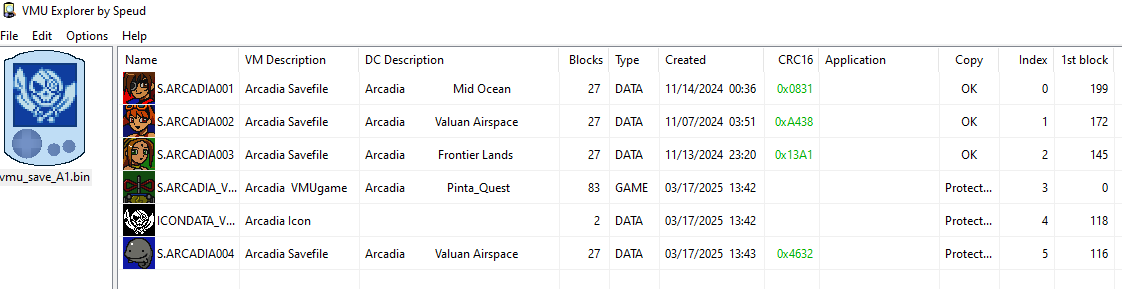 VMU Explorer by Speud
File Edit Options Help
Name VM Description DC Description Blocks Type Created CRC16 Application Copy Index 1st block
S.ARCADIA001 Arcadia Savefile Arcadia Mid Ocean 27 DATA 11/14/2024 00:36 0x0831 OK 0 199
S.ARCADIA002 Arcadia Savefile Arcadia Valuan Airspace 27 DATA 11/07/2024 03:51 0xA438 OK 1 172
S.ARCADIA003 Arcadia Savefile Arcadia Frontier Lands 27 DATA 11/13/2024 23:20 0x13A1 OK 2 145
vmu_save_A1.bin
S.ARCADIA_V... Arcadia VMUgame Arcadia Pinta_Quest 83 GAME 03/17/2025 13:42 Protect... 3 0
ICONDATA_V... Arcadia Icon 2 DATA 03/17/2025 13:42 Protect... 4 118
S.ARCADIA004 Arcadia Savefile Arcadia Valuan Airspace 27 DATA 03/17/2025 13:43 0x4632 Protect... 5 116